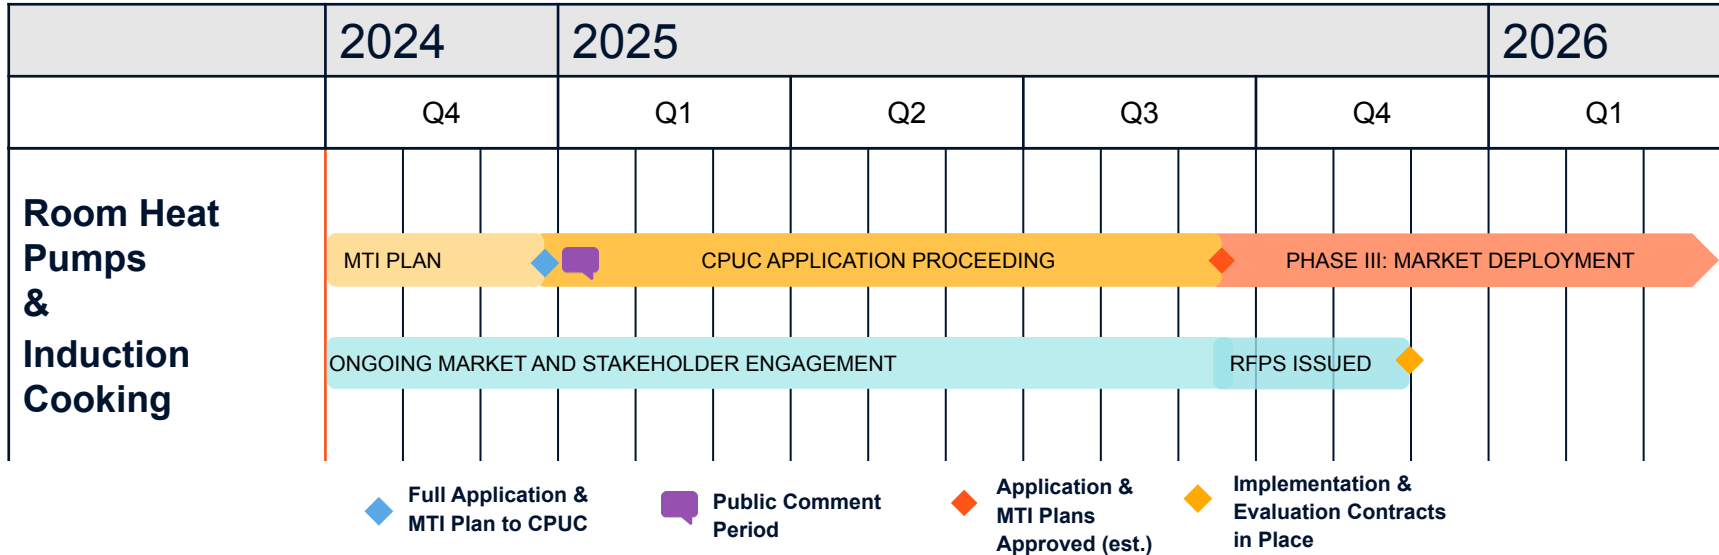 2024 2025 2026
Q4 Q1 Q2 Q3 Q4 Q1
Room Heat
Pumps
&
Induction
Cooking
MTI PLAN
CPUC APPLICATION PROCEEDING
PHASE III: MARKET DEPLOYMENT
ONGOING MARKET AND STAKEHOLDER ENGAGEMENT
RFPS ISSUED
Full Application &
MTI Plan to CPUC
Public Comment
Period
Application &
MTI Plans
Approved (est.)
Implementation &
Evaluation Contracts
in Place